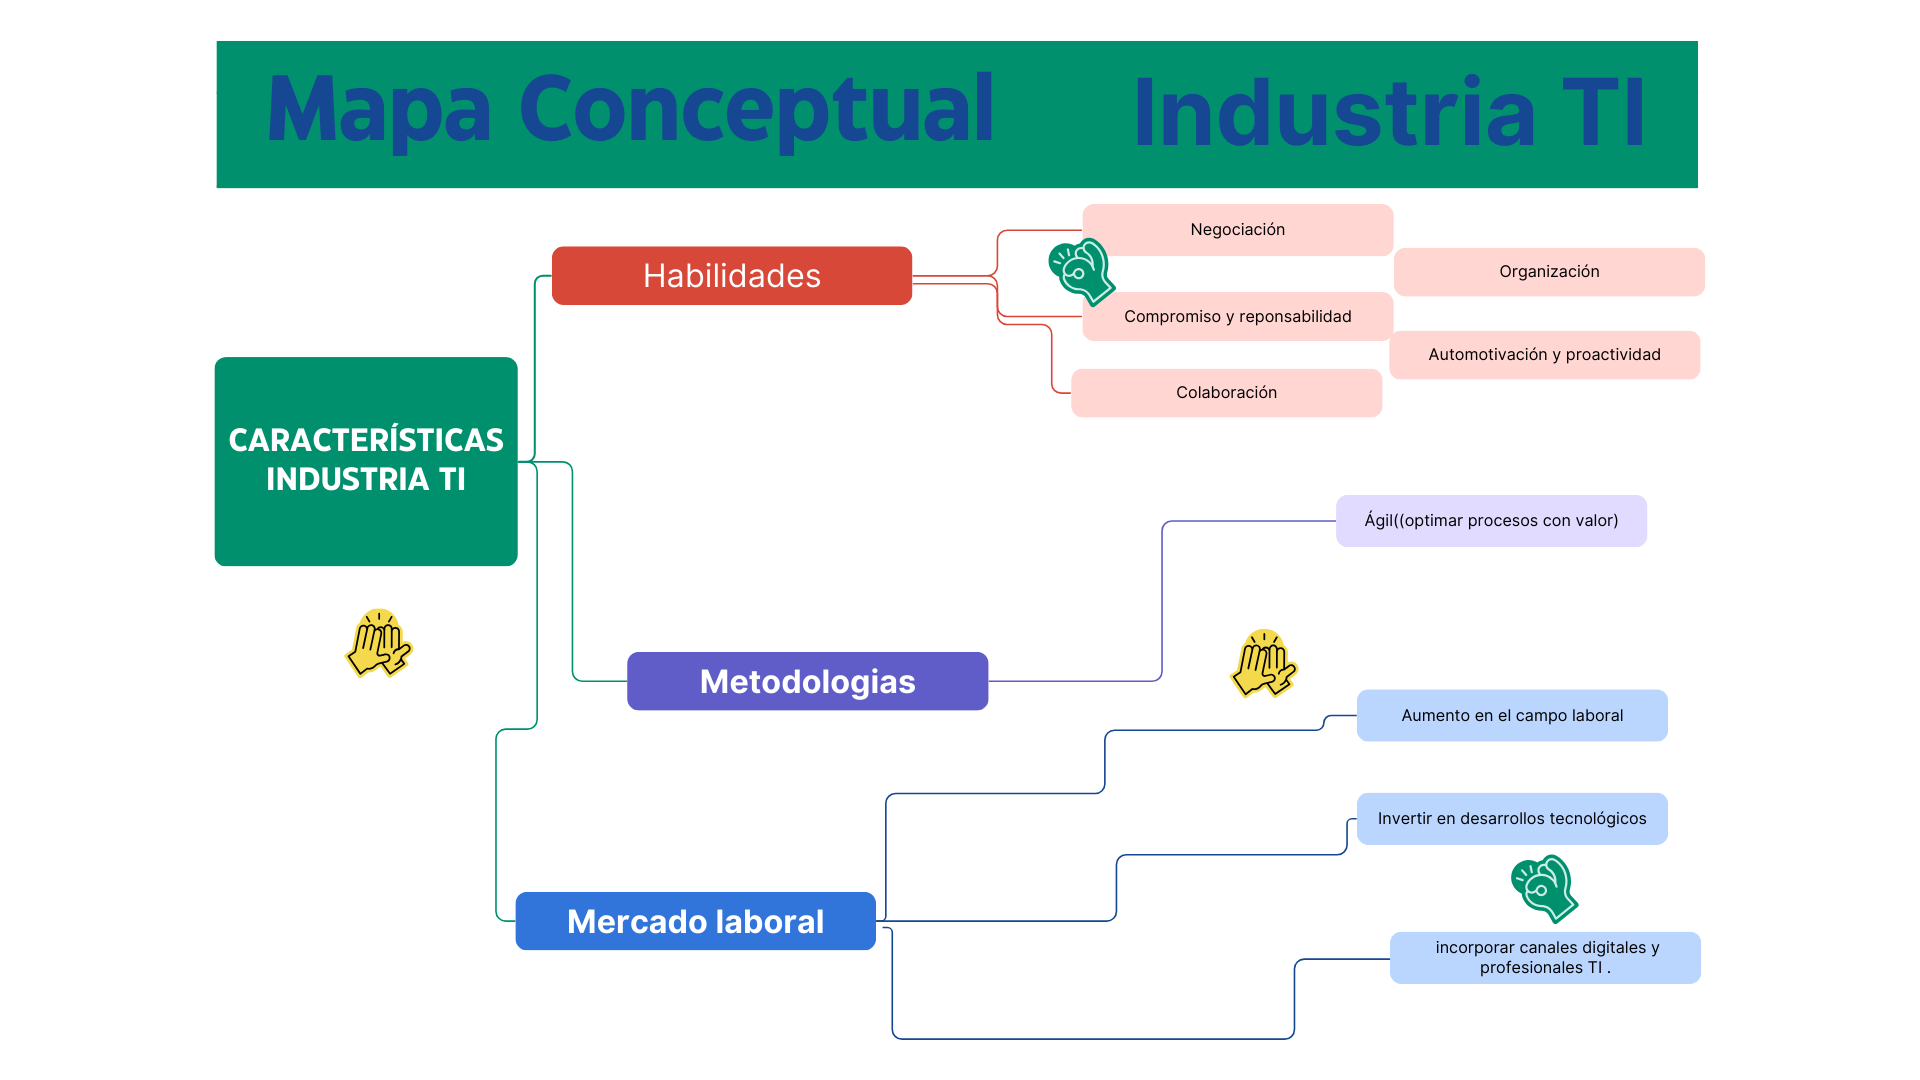 Mapa Conceptual Industria TI
Habilidades
Negociación
Organización
Compromiso y reponsabilidad
Automotivación y proactividad
Colaboración
CARACTERÍSTICAS
INDUSTRIA TI
Ágil((optimar procesos con valor)
Metodologias
Aumento en el campo laboral
Invertir en desarrollos tecnológicos
Mercado laboral
incorporar canales digitales y
profesionales TI .